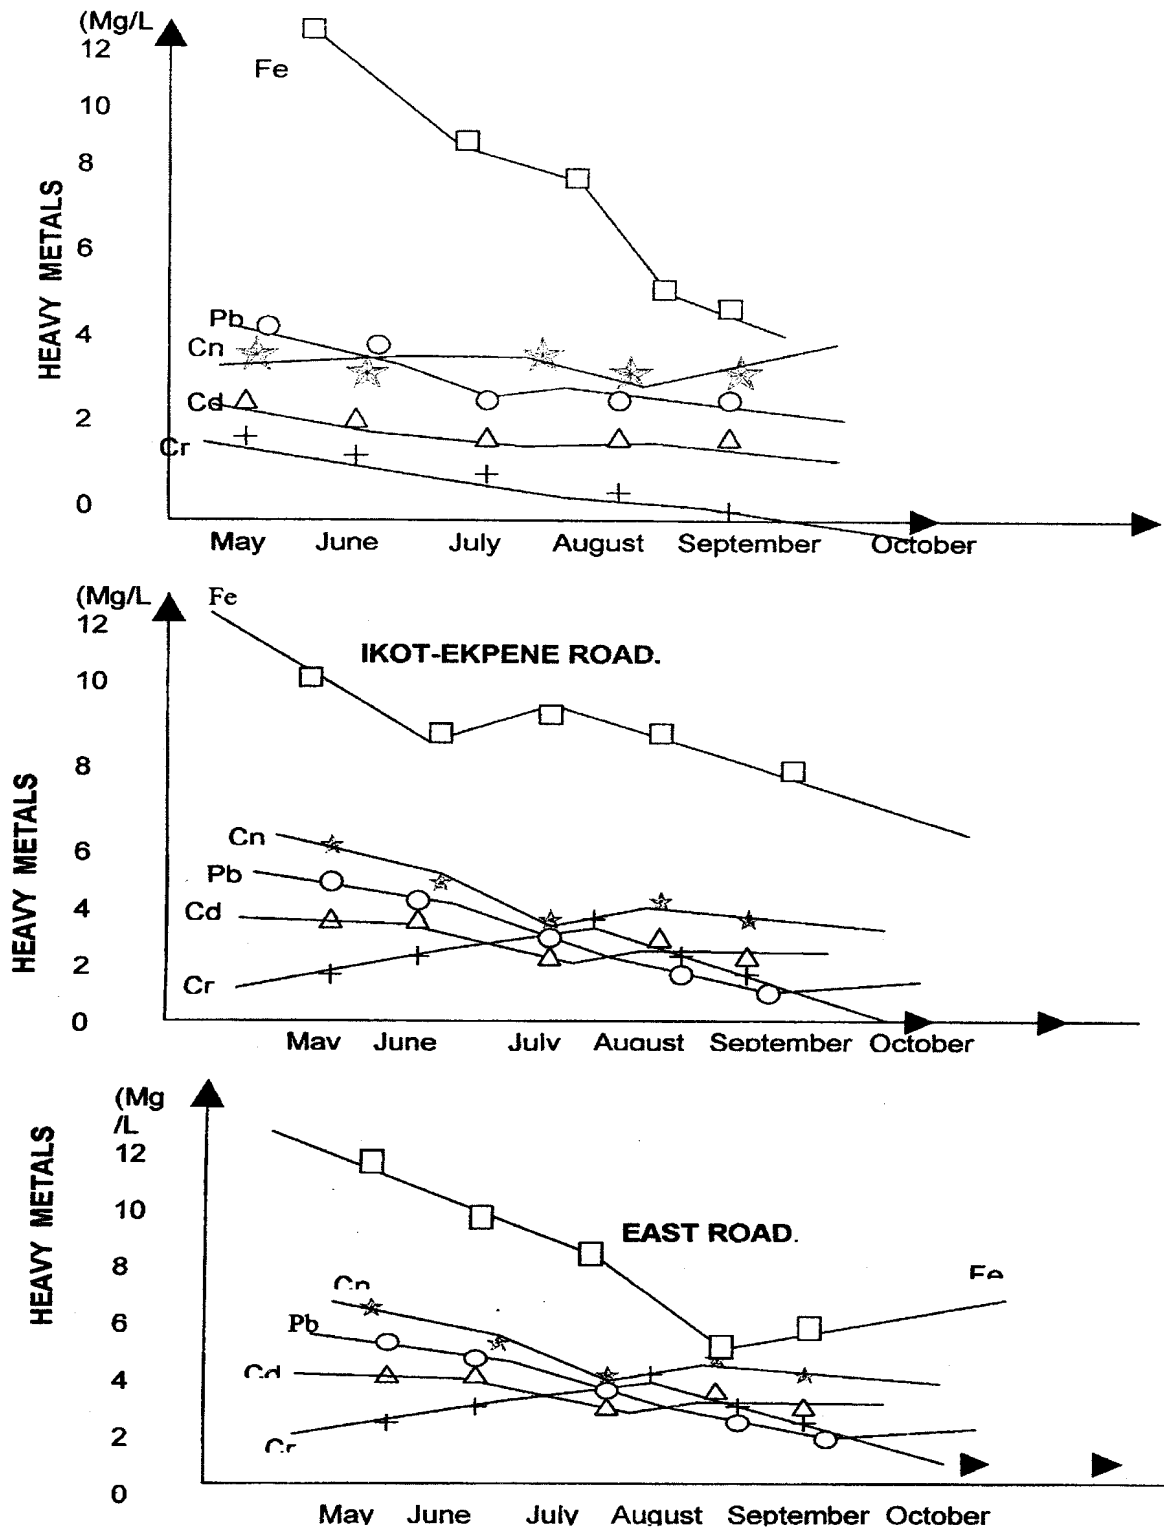 (Mg/L
12
Fe
10
8
HEAVY METALS
6
4
Pb
Cn
2
Cd
Cr
0
May June July August September October
(Mg/L
Fe
12
IKOT-EKPENE ROAD.
10
8
HEAVY METALS
6
Cn
Pb
4
Cd
2
Cr
0
May June July August September October
(Mg
/L
12
HEAVY METALS
10
EAST ROAD.
8
Fe
Cn
6
Pb
4
Cd
2
Cr
0
May June July August September October